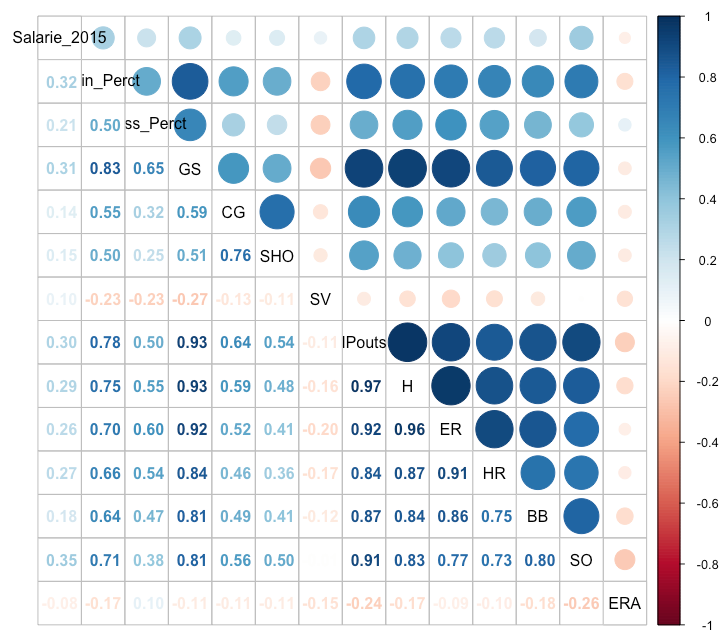 Salarie_2015
0.32 in_Perct
0.21 0.50 ss_Perct
0.31 0.83 0.65 GS
0.14 0.55 0.32 0.59 CG
0.15 0.50 0.25 0.51 0.76 SHO
0.10 -0.23 -0.23 -0.27 -0.13 -0.11 SV
0.30 0.78 0.50 0.93 0.64 0.54 -0.11 IPouts
0.29 0.75 0.55 0.93 0.59 0.48 -0.16 0.97 H
0.26 0.70 0.60 0.92 0.52 0.41 -0.20 0.92 0.96 ER
0.27 0.66 0.54 0.84 0.46 0.36 -0.17 0.84 0.87 0.91 HR
0.18 0.64 0.47 0.81 0.49 0.41 -0.12 0.87 0.84 0.86 0.75 BB
0.35 0.71 0.38 0.81 0.56 0.50 0.91 0.83 0.77 0.73 0.80 SO
-0.08 -0.17 0.10 -0.11 -0.11 -0.11 -0.15 -0.24 -0.17 -0.09 -0.10 -0.18 -0.26 ERA
1
0.8
0.6
0.4
0.2
0
-0.2
-0.4
-0.6
-0.8
-1